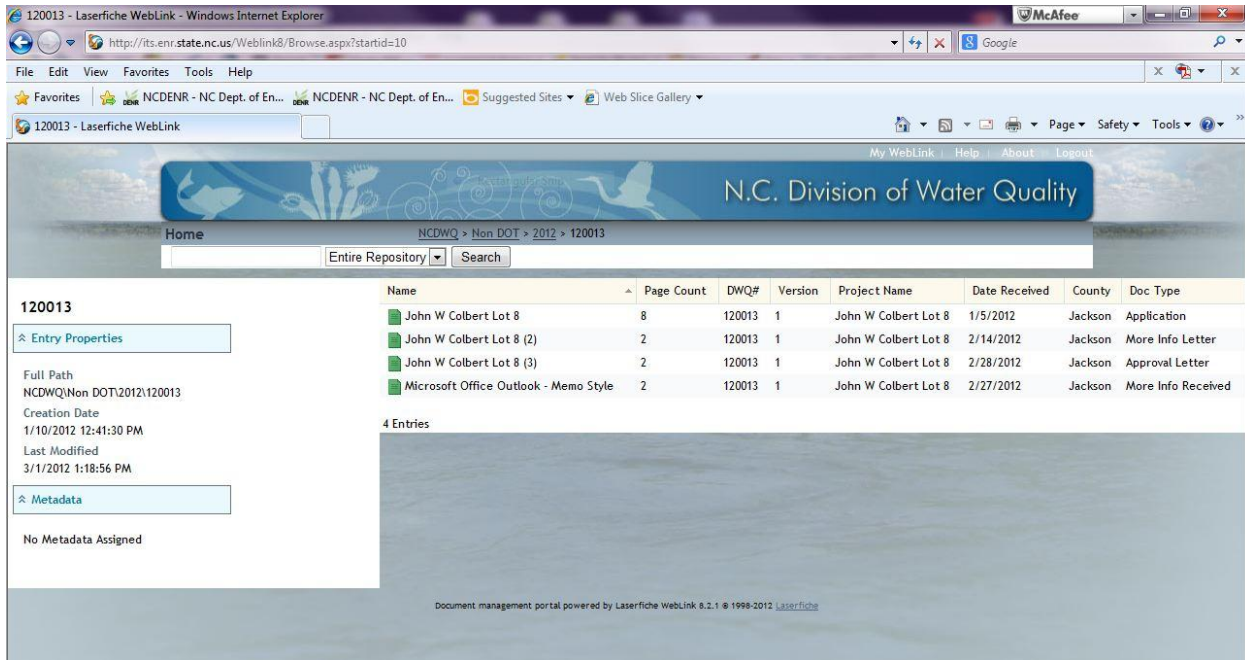 120013 - Laserfiche WebLink - Windows Internet Explorer
McAfee
http://its.enr.state.nc.us/Weblink8/Browse.aspx?startid=10
Google
File Edit View Favorites Tools Help
Favorites NCDENR - NC Dept. of En... NCDENR - NC Dept. of En... Suggested Sites Web Slice Gallery
120013 - Laserfiche WebLink
Page Safety Tools
My WebLink | Help | About | Logout
N.C. Division of Water Quality
Home NCDWQ > Non DOT > 2012 > 120013
Entire Repository Search
120013
Entry Properties
Full Path
NCDWQ\Non DOT\2012\120013
Creation Date
1/10/2012 12:41:30 PM
Last Modified
3/1/2012 1:18:56 PM
Metadata
No Metadata Assigned
Name Page Count DWQ# Version Project Name Date Received County Doc Type
John W Colbert Lot 8 8 120013 1 John W Colbert Lot 8 1/5/2012 Jackson Application
John W Colbert Lot 8 (2) 2 120013 1 John W Colbert Lot 8 2/14/2012 Jackson More Info Letter
John W Colbert Lot 8 (3) 2 120013 1 John W Colbert Lot 8 2/28/2012 Jackson Approval Letter
Microsoft Office Outlook - Memo Style 2 120013 1 John W Colbert Lot 8 2/27/2012 Jackson More Info Received
4 Entries
Document management portal powered by Laserfiche WebLink 8.2.1 © 1998-2012 Laserfiche